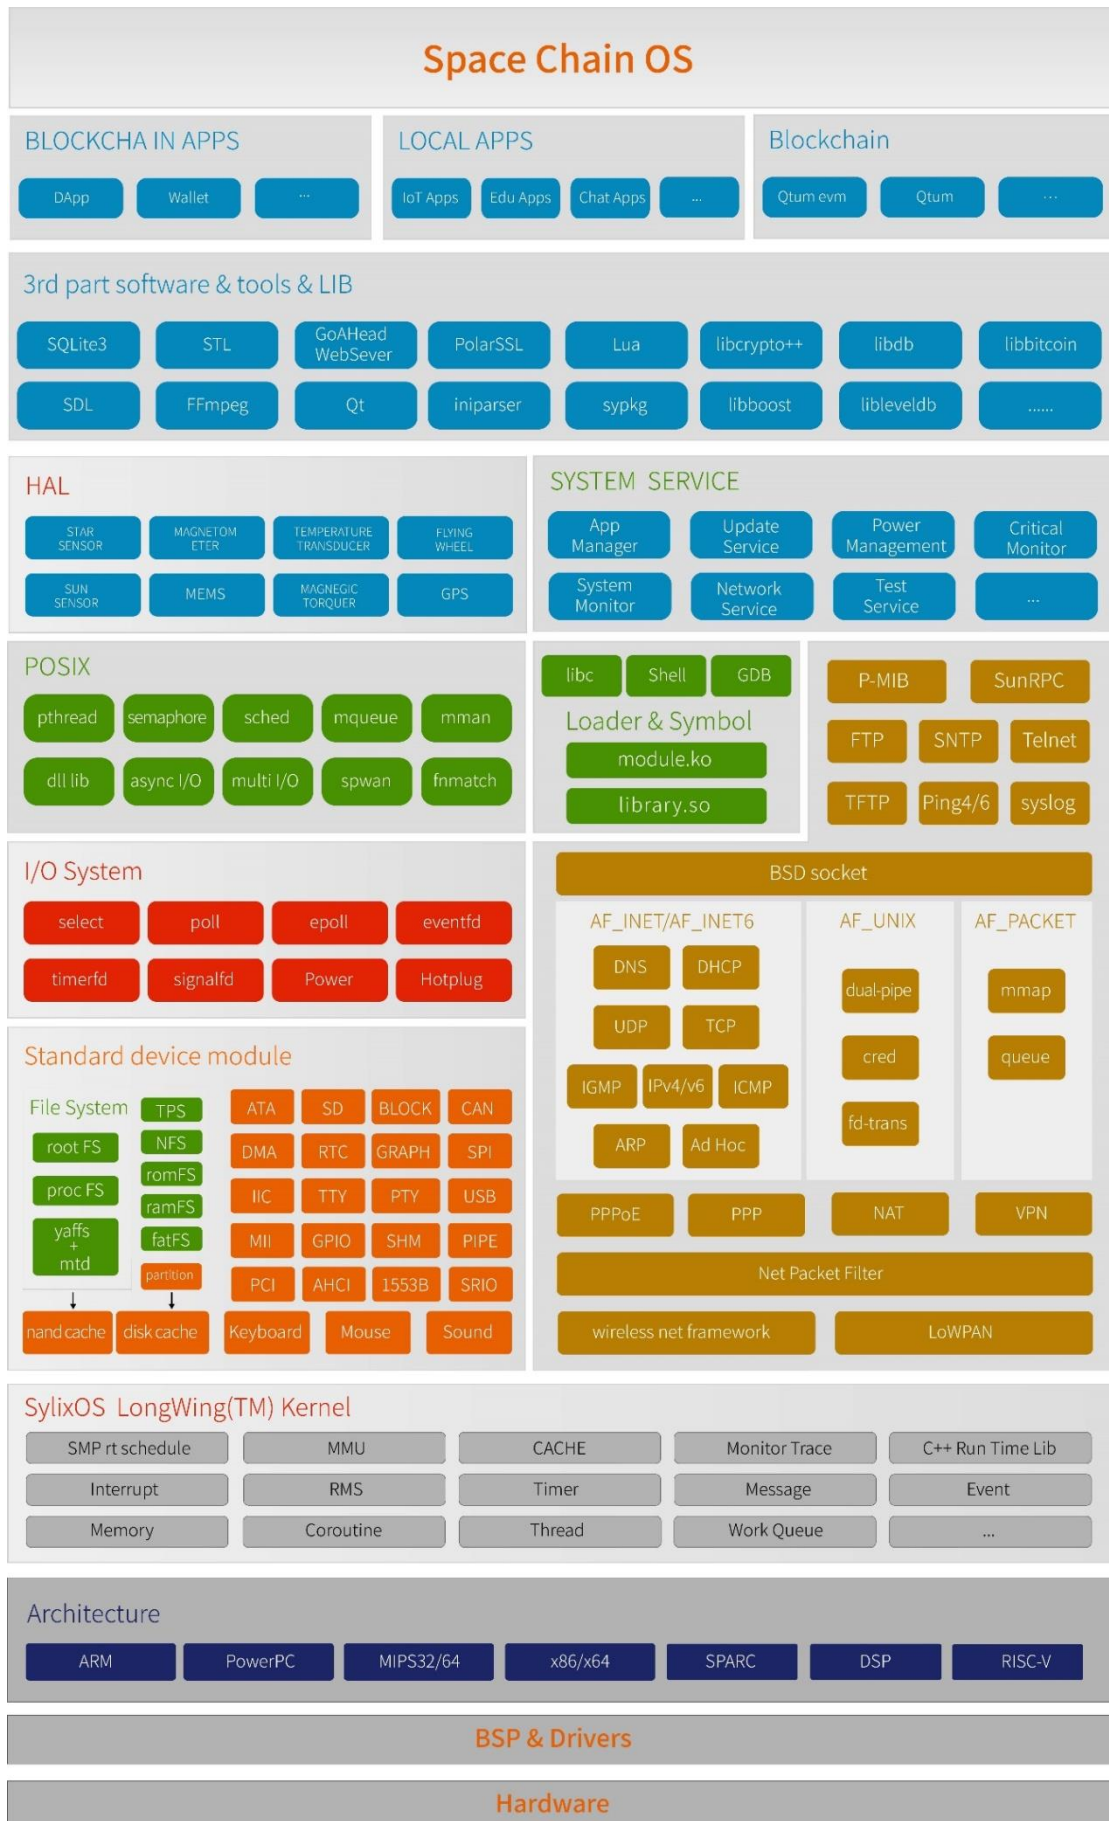 Space Chain OS
BLOCKCHA IN APPS
DApp
Wallet
...
LOCAL APPS
IoT Apps
Edu Apps
Chat Apps
...
Blockchain
Qtum evm
Qtum
...
3rd part software & tools & LIB
SQLite3
STL
GoAHead
WebSever
PolarSSL
Lua
libcrypto++
libdb
libbitcoin
SDL
FFmpeg
Qt
iniparser
sypkg
libboost
libleveldb
......
HAL
STAR
SENSOR
MAGNETOM
ETER
TEMPERATURE
TRANSDUCER
FLYING
WHEEL
SUN
SENSOR
MEMS
MAGNEGIC
TORQUER
GPS
SYSTEM SERVICE
App
Manager
Update
Service
Power
Management
Critical
Monitor
System
Monitor
Network
Service
Test
Service
...
POSIX
pthread
semaphore
sched
mqueue
mman
dll lib
async I/O
multi I/O
spwan
fnmatch
libc
Shell
GDB
Loader & Symbol
module.ko
library.so
P-MIB
SunRPC
FTP
SNTP
Telnet
TFTP
Ping4/6
syslog
I/O System
select
poll
epoll
eventfd
timerfd
signalfd
Power
Hotplug
BSD socket
AF_INET/AF_INET6
DNS
DHCP
UDP
TCP
IGMP
IPv4/v6
ICMP
ARP
Ad Hoc
AF_UNIX
dual-pipe
cred
fd-trans
AF_PACKET
mmap
queue
PPPoE
PPP
NAT
VPN
Net Packet Filter
wireless net framework
LoWPAN
Standard device module
File System
root FS
proc FS
yaffs
+
mtd
TPS
NFS
romFS
ramFS
fatFS
partition
nand cache
disk cache
ATA
SD
BLOCK
CAN
DMA
RTC
GRAPH
SPI
IIC
TTY
PTY
USB
MII
GPIO
SHM
PIPE
PCI
AHCI
1553B
SRIO
Keyboard
Mouse
Sound
SylixOS LongWing(TM) Kernel
SMP rt schedule
MMU
CACHE
Monitor Trace
C++ Run Time Lib
Interrupt
RMS
Timer
Message
Event
Memory
Coroutine
Thread
Work Queue
...
Architecture
ARM
PowerPC
MIPS32/64
x86/x64
SPARC
DSP
RISC-V
BSP & Drivers
Hardware